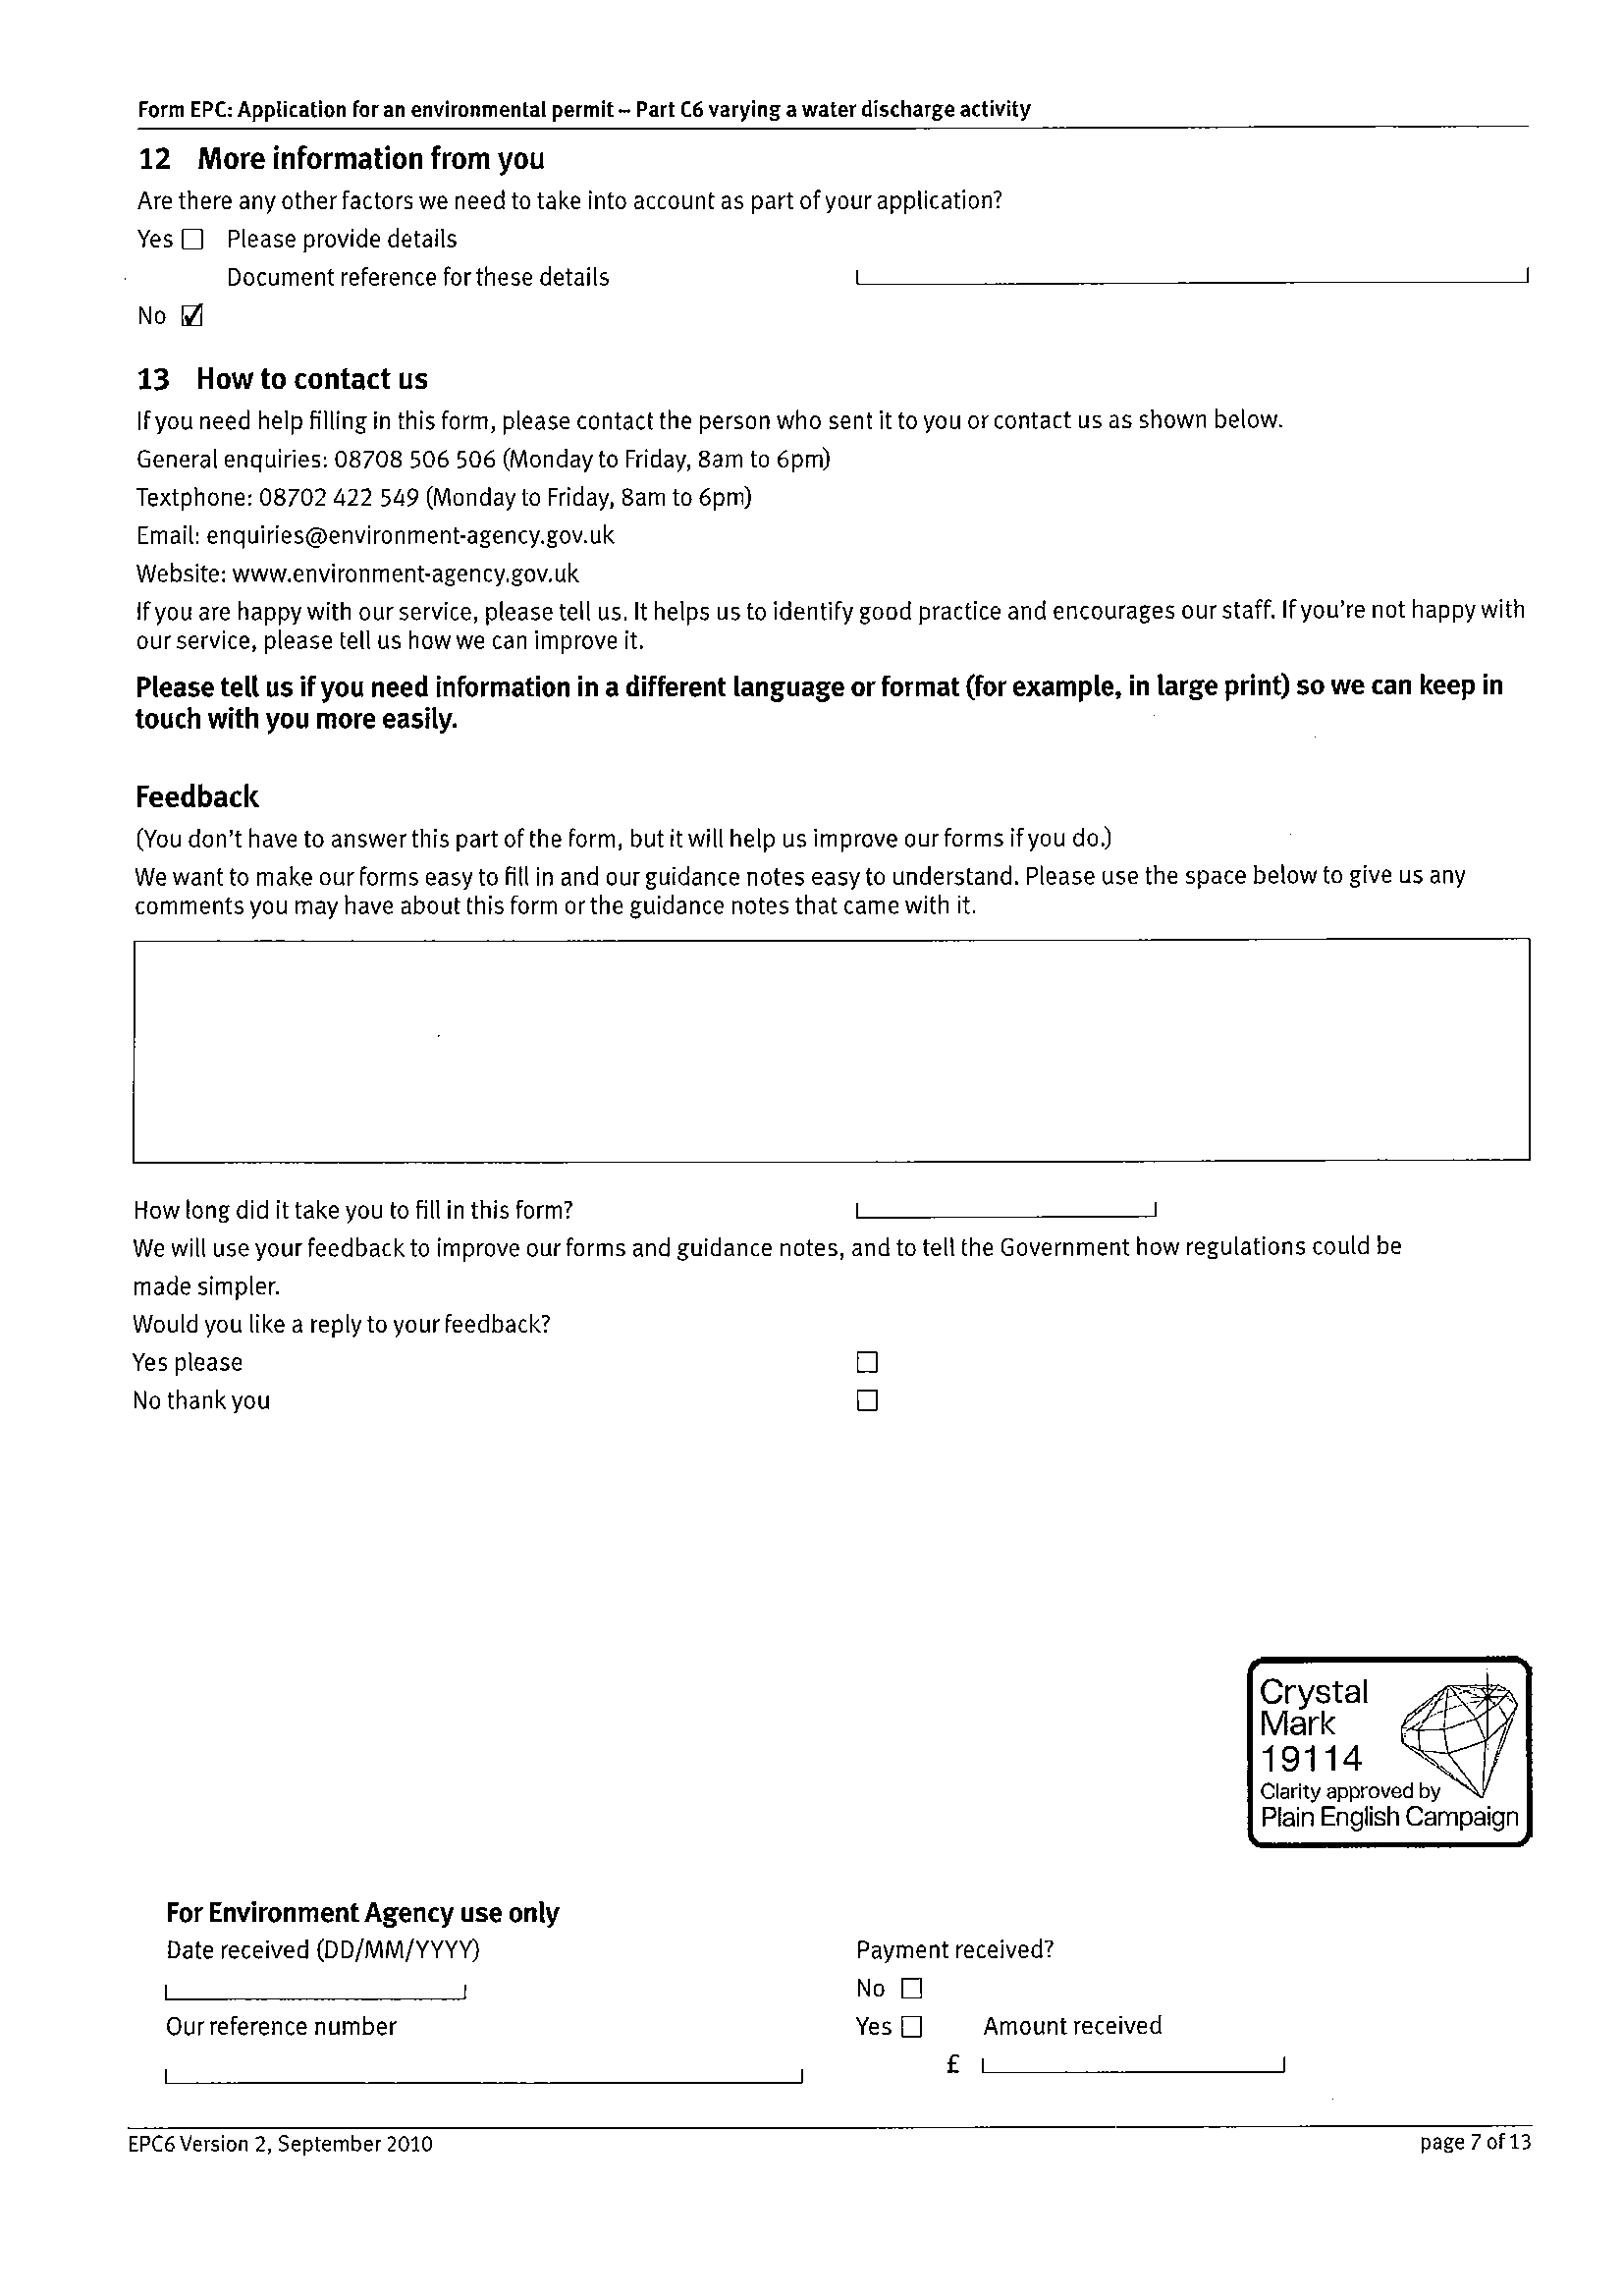 Form EPC: Application for an environmental permit – Part C6 varying a water discharge activity
12 More information from you
Are there any other factors we need to take into account as part of your application?
Yes ☐ Please provide details
Document reference for these details
No ☑
13 How to contact us
If you need help filling in this form, please contact the person who sent it to you or contact us as shown below.
General enquiries: 08708 506 506 (Monday to Friday, 8am to 6pm)
Textphone: 08702 422 549 (Monday to Friday, 8am to 6pm)
Email: enquiries@environment-agency.gov.uk
Website: www.environment-agency.gov.uk
If you are happy with our service, please tell us. It helps us to identify good practice and encourages our staff. If you're not happy with
our service, please tell us how we can improve it.
Please tell us if you need information in a different language or format (for example, in large print) so we can keep in
touch with you more easily.
Feedback
(You don't have to answer this part of the form, but it will help us improve our forms if you do.)
We want to make our forms easy to fill in and our guidance notes easy to understand. Please use the space below to give us any
comments you may have about this form or the guidance notes that came with it.
How long did it take you to fill in this form?
We will use your feedback to improve our forms and guidance notes, and to tell the Government how regulations could be
made simpler.
Would you like a reply to your feedback?
Yes please ☐
No thank you ☐
Crystal
Mark
19114
Clarity approved by
Plain English Campaign
For Environment Agency use only
Date received (DD/MM/YYYY)
Payment received?
No ☐
Our reference number
Yes ☐ Amount received
£
EPC6 Version 2, September 2010
page 7 of 13